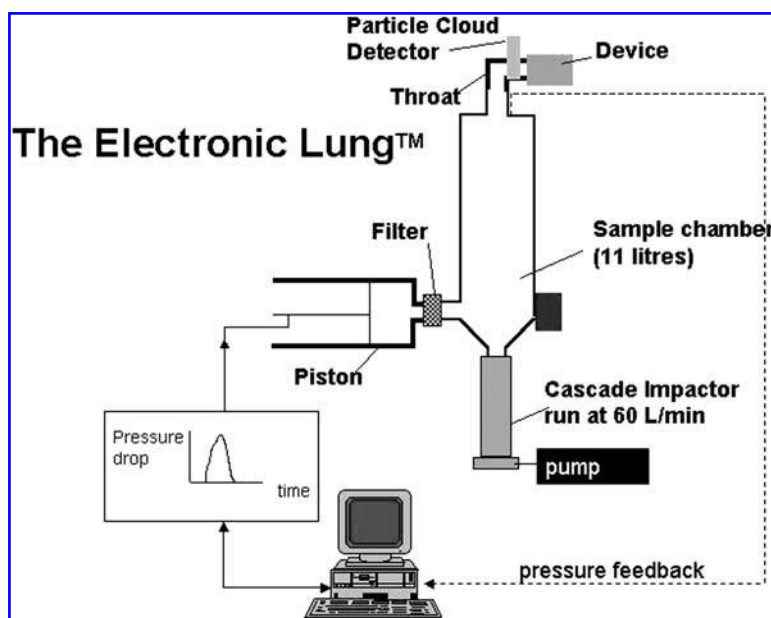 Particle Cloud
Detector
Device
Throat
The Electronic Lung™
Filter
Sample chamber
(11 litres)
Piston
Cascade Impactor
run at 60 L/min
pump
Pressure
drop
time
pressure feedback